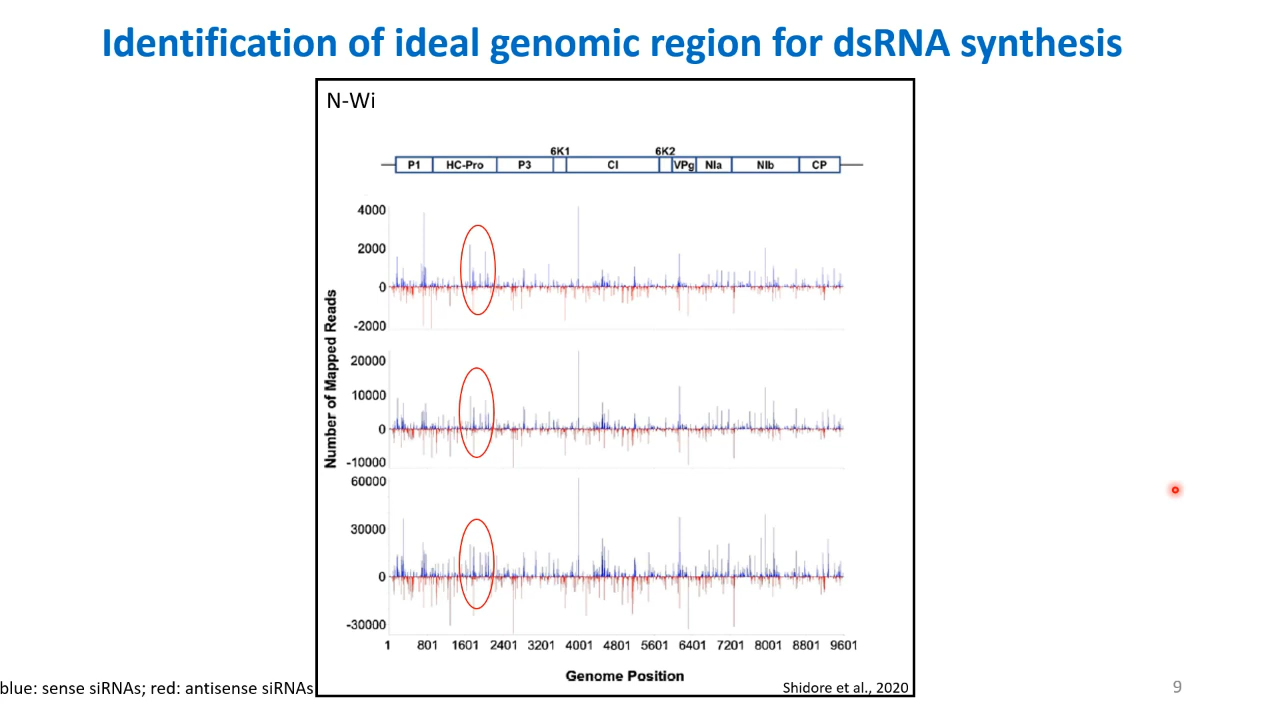 Identification of ideal genomic region for dsRNA synthesis
N-Wi
6K1 6K2
P1 HC-Pro P3 CI VPg NIa NIb CP
Number of Mapped Reads
4000
2000
0
-2000
20000
10000
0
-10000
60000
30000
0
-30000
1 801 1601 2401 3201 4001 4801 5601 6401 7201 8001 8801 9601
Genome Position
blue: sense siRNAs; red: antisense siRNAs
Shidore et al., 2020
9